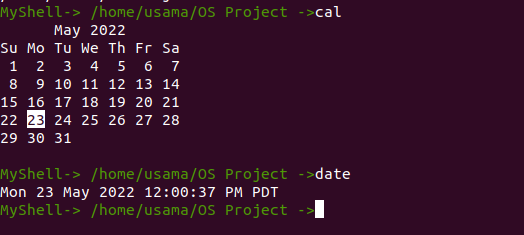 MyShell-> /home/usama/OS Project ->cal
      May 2022
Su Mo Tu We Th Fr Sa
 1  2  3  4  5  6  7
 8  9 10 11 12 13 14
15 16 17 18 19 20 21
22 23 24 25 26 27 28
29 30 31
MyShell-> /home/usama/OS Project ->date
Mon 23 May 2022 12:00:37 PM PDT
MyShell-> /home/usama/OS Project ->